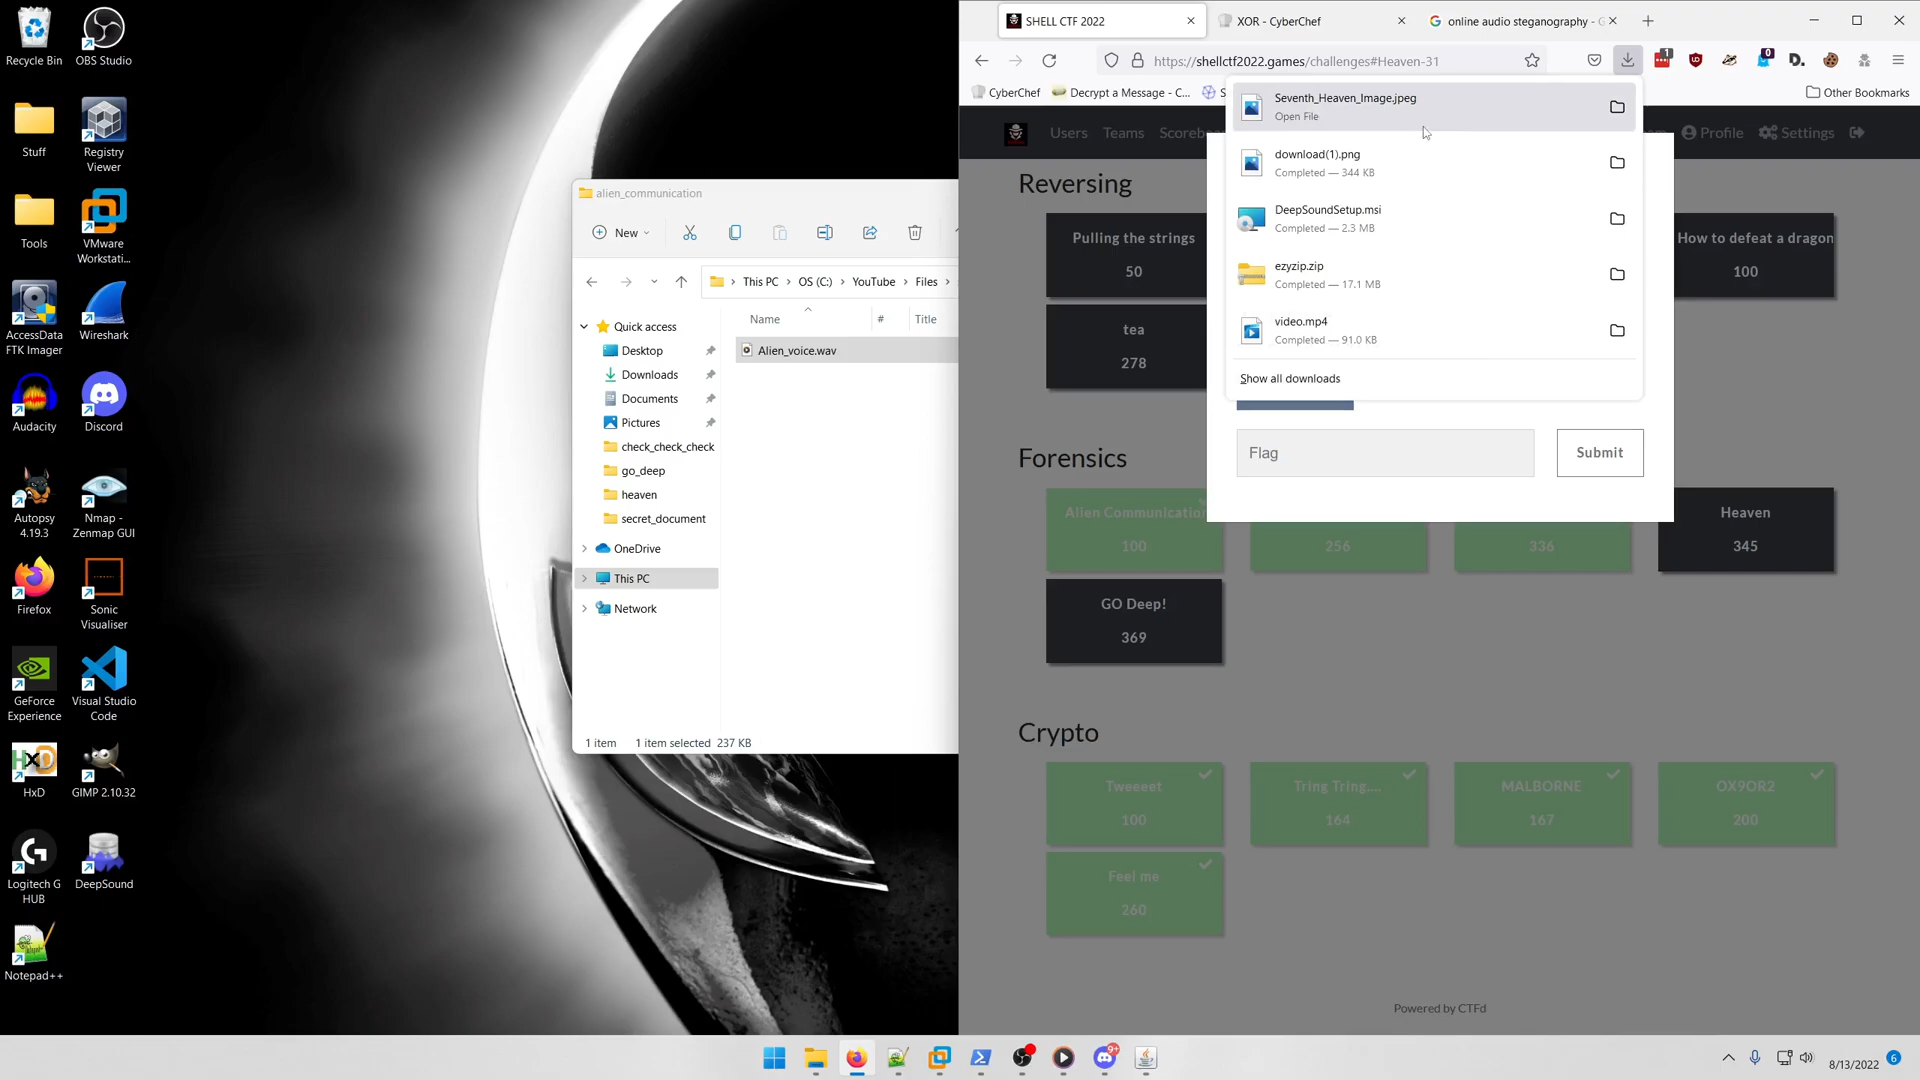 Recycle Bin
OBS Studio
Stuff
Registry
Viewer
Tools
VMware
Workstati...
AccessData
FTK Imager
Wireshark
Audacity
Discord
Autopsy
4.19.3
Nmap -
Zenmap GUI
Firefox
Sonic
Visualiser
GeForce
Experience
Visual Studio
Code
HxD
GIMP 2.10.32
Logitech G
HUB
DeepSound
Notepad++
alien_communication
New
This PC
OS (C:)
YouTube
Files
Name
#
Title
Quick access
Alien_voice.wav
Desktop
Downloads
Documents
Pictures
check_check_check
go_deep
heaven
secret_document
OneDrive
This PC
Network
1 item
1 item selected 237 KB
SHELL CTF 2022
XOR - CyberChef
online audio steganography - G
https://shellctf2022.games/challenges#Heaven-31
1
0
D.
CyberChef
Decrypt a Message - C...
S
Other Bookmarks
Users
Teams
Scoreb
am
Profile
Settings
Seventh_Heaven_Image.jpeg
Open File
download(1).png
Completed — 344 KB
DeepSoundSetup.msi
Completed — 2.3 MB
ezyzip.zip
Completed — 17.1 MB
video.mp4
Completed — 91.0 KB
Show all downloads
Reversing
Pulling the strings
50
How to defeat a dragon
100
tea
278
Flag
Submit
Forensics
Alien Communication
100
256
336
Heaven
345
GO Deep!
369
Crypto
Tweeeet
100
Tring Tring....
164
MALBORNE
167
OX9OR2
200
Feel me
260
Powered by CTFd
9+
8/13/2022
6